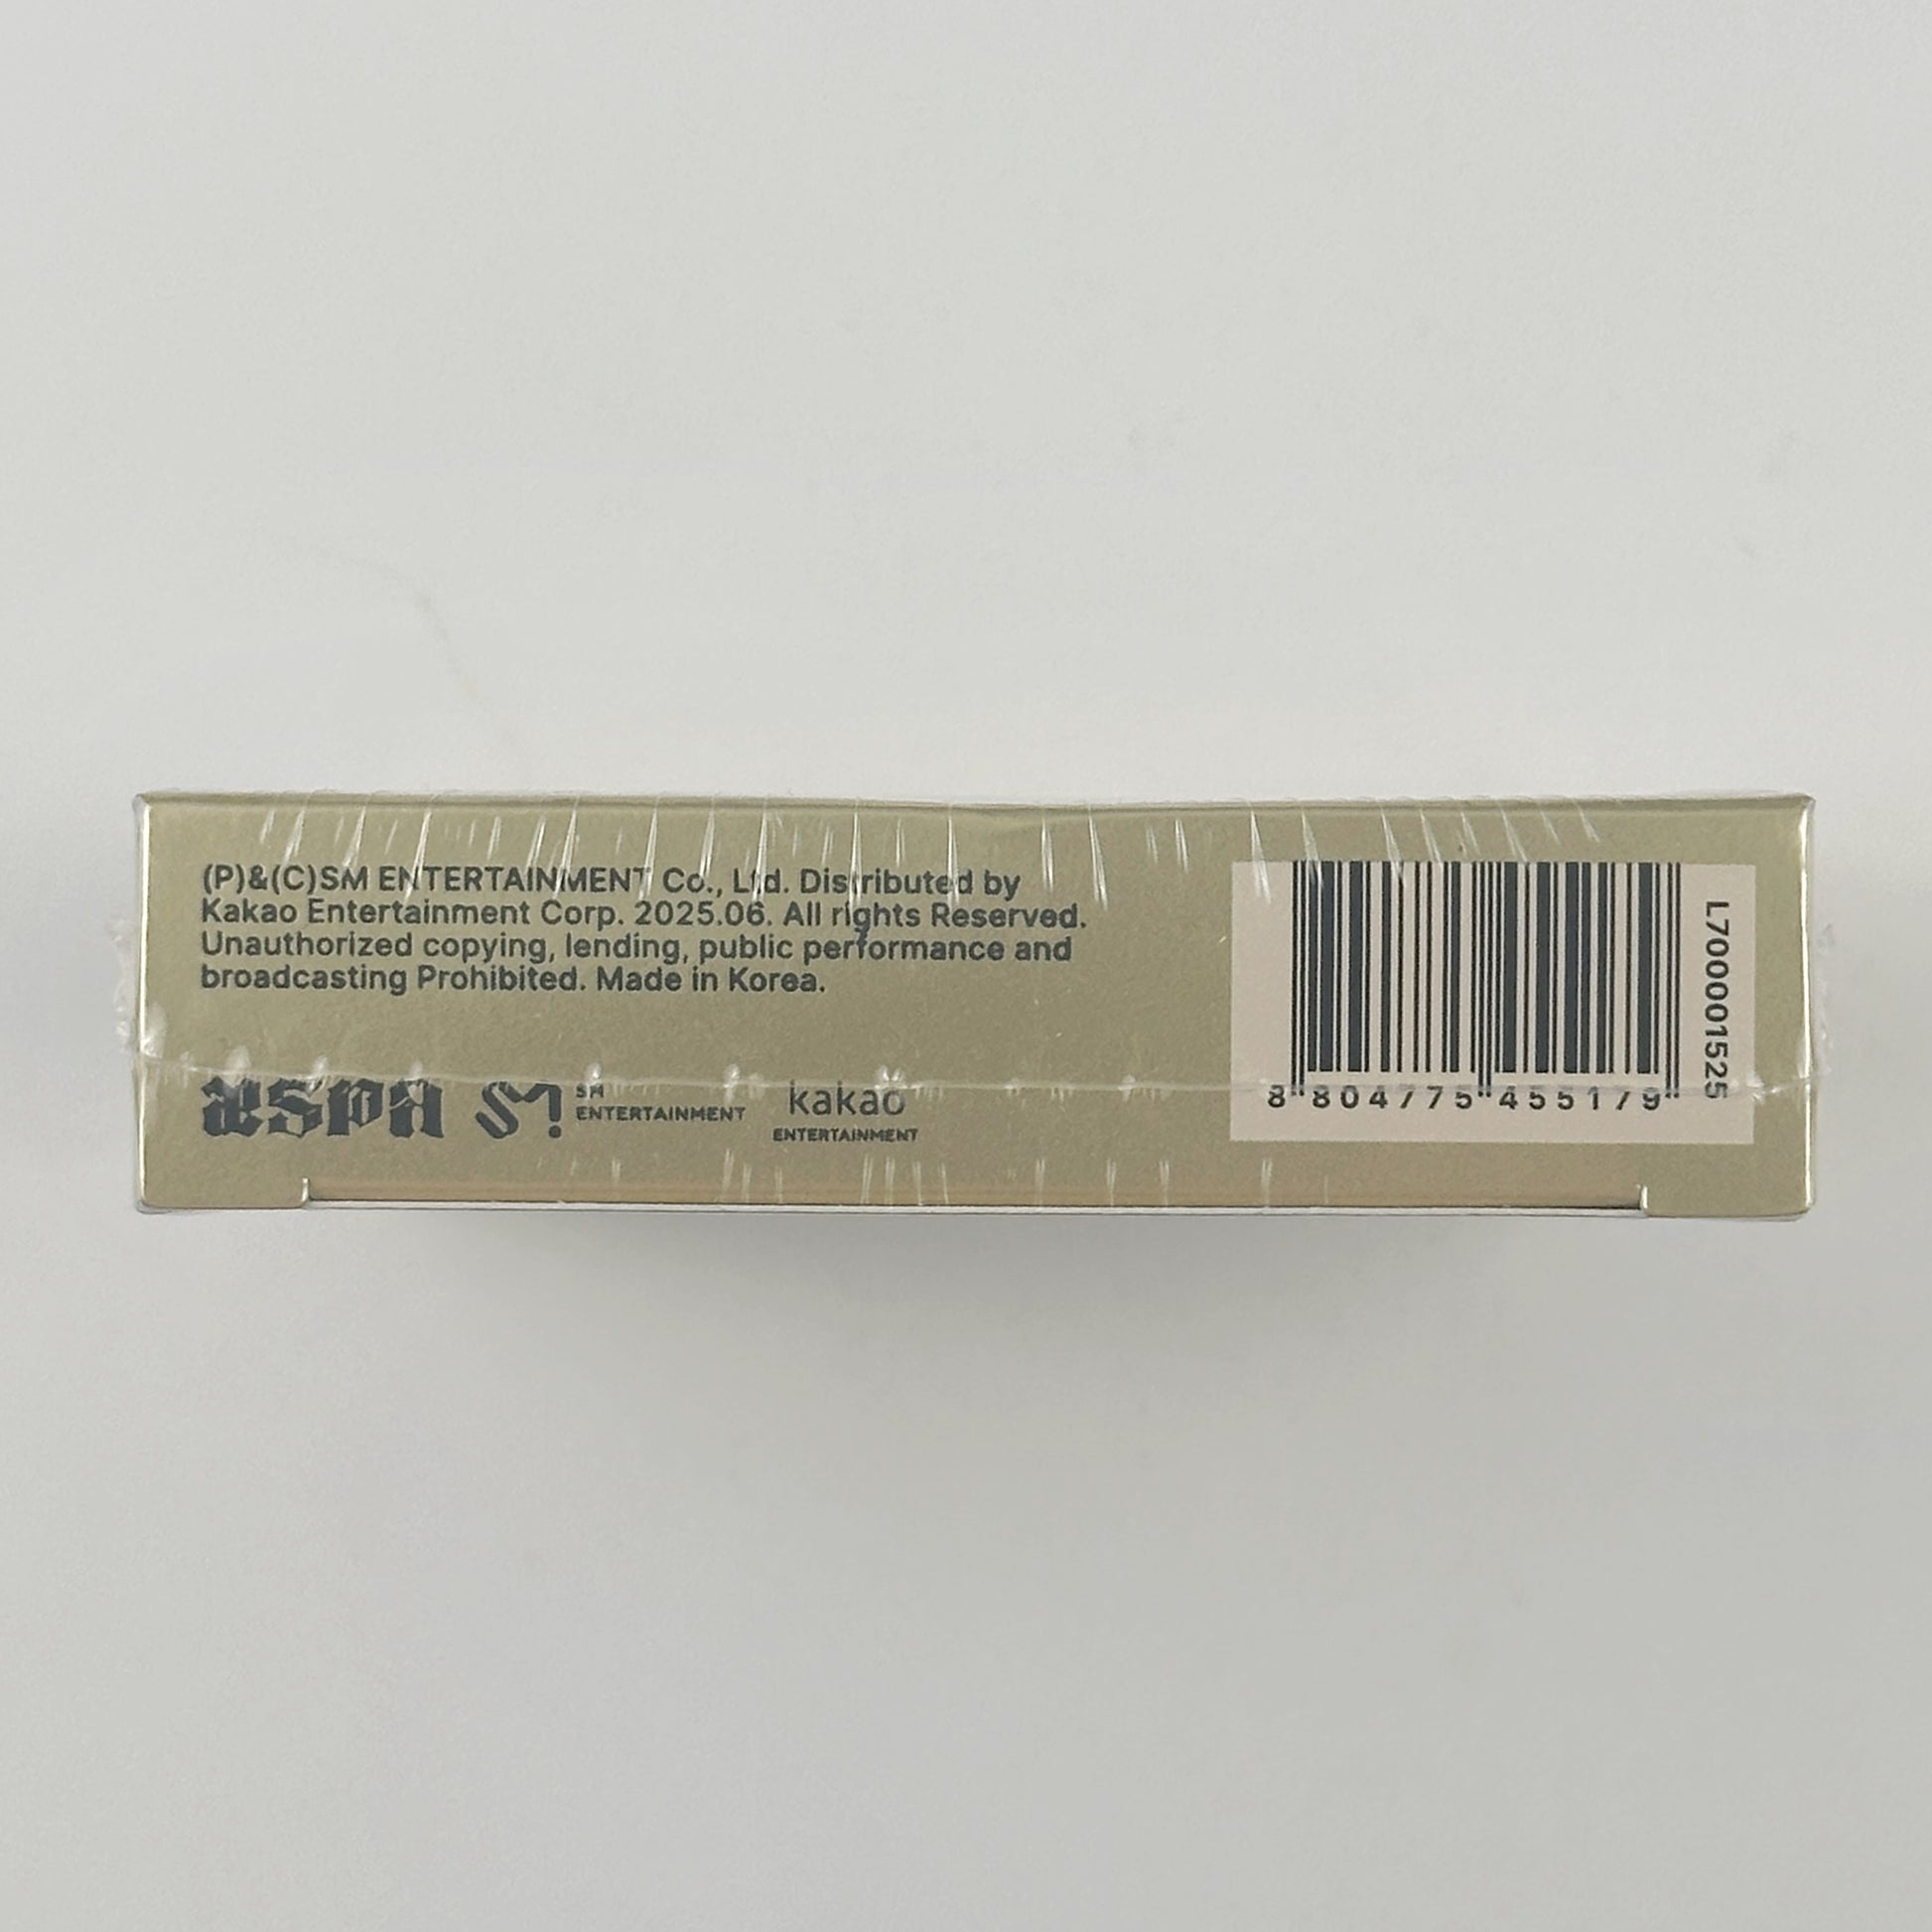 (P)&(C)SM ENTERTAINMENT Co., Ltd. Distributed by
Kakao Entertainment Corp. 2025.06. All rights Reserved.
Unauthorized copying, lending, public performance and
broadcasting Prohibited. Made in Korea.
æspa
SM
ENTERTAINMENT
kakao
ENTERTAINMENT
8 804775 455179
L700001525